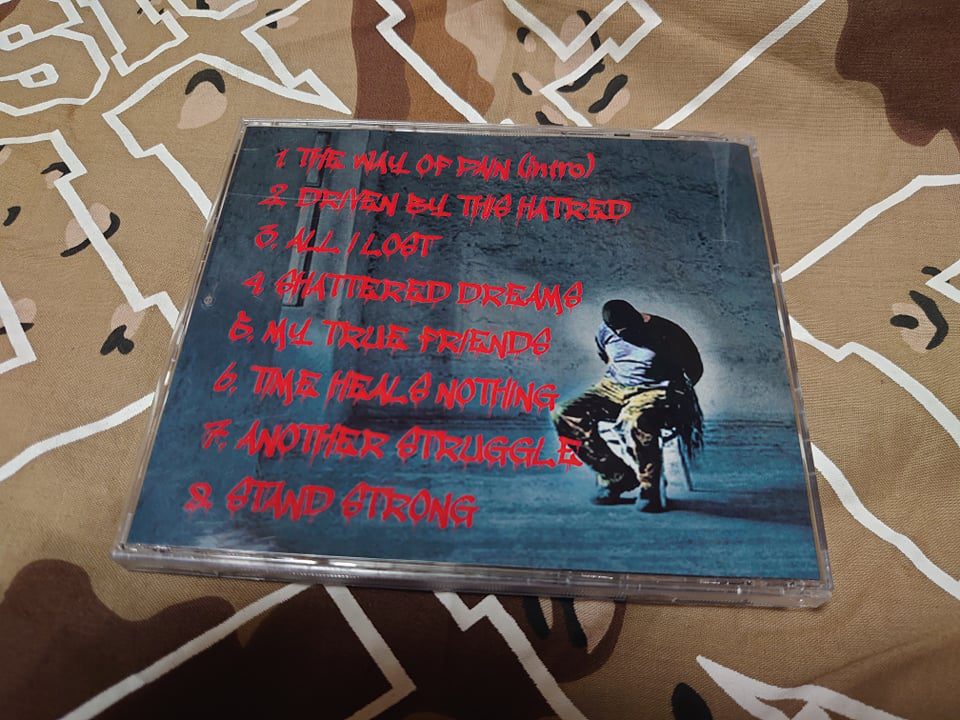 1. THE WAY OF PAIN (intro)
2. DRIVEN BY THIS HATRED
3. ALL I LOST
4. SHATTERED DREAMS
5. MY TRUE FRIENDS
6. TIME HEALS NOTHING
7. ANOTHER STRUGGLE
8. STAND STRONG